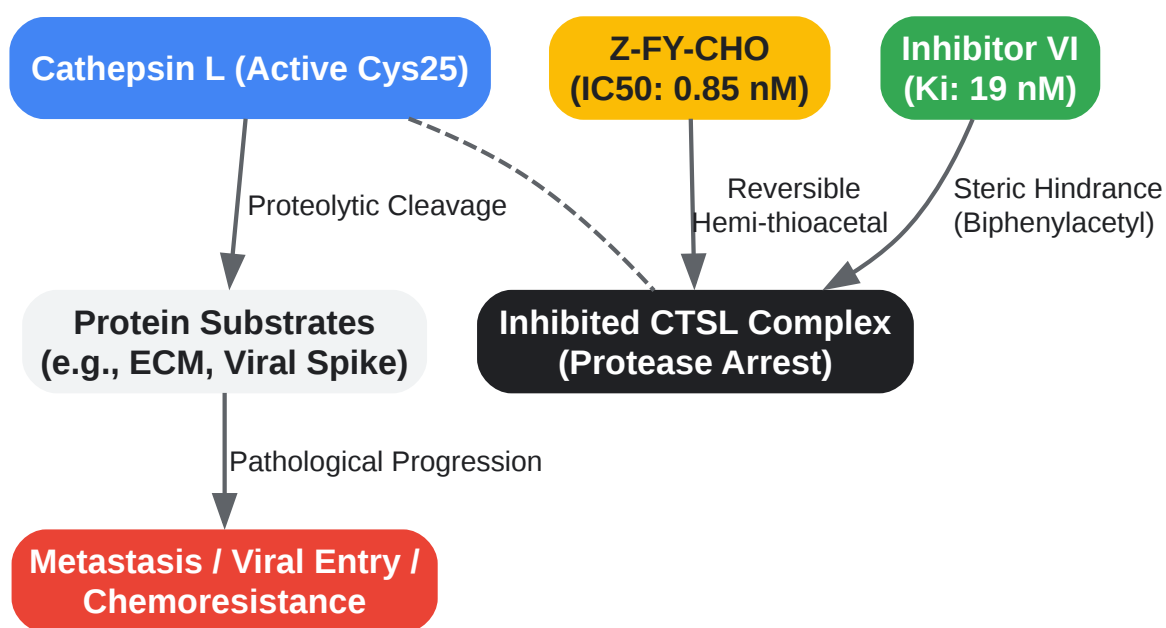 Cathepsin L (Active Cys25)
Z-FY-CHO
(IC50: 0.85 nM)
Inhibitor VI
(Ki: 19 nM)
Proteolytic Cleavage
Reversible
Hemi-thioacetal
Steric Hindrance
(Biphenylacetyl)
Protein Substrates
(e.g., ECM, Viral Spike)
Inhibited CTSL Complex
(Protease Arrest)
Pathological Progression
Metastasis / Viral Entry /
Chemoresistance